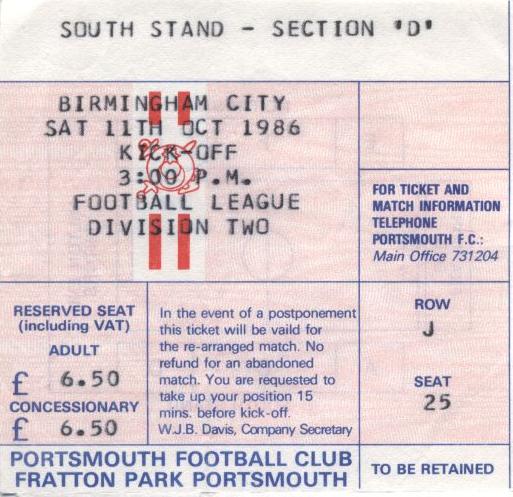 SOUTH STAND - SECTION 'D'
BIRMINGHAM CITY
SAT 11TH OCT 1986
KICK-OFF
3:00 P.M.
FOOTBALL LEAGUE
DIVISION TWO
FOR TICKET AND
MATCH INFORMATION
TELEPHONE
PORTSMOUTH F.C.:
Main Office 731204
RESERVED SEAT
(including VAT)
ADULT
£ 6.50
CONCESSIONARY
£ 6.50
In the event of a postponement
this ticket will be vaild for
the re-arranged match. No
refund for an abandoned
match. You are requested to
take up your position 15
mins. before kick-off.
W.J.B. Davis, Company Secretary
ROW
J
SEAT
25
PORTSMOUTH FOOTBALL CLUB
FRATTON PARK PORTSMOUTH
TO BE RETAINED